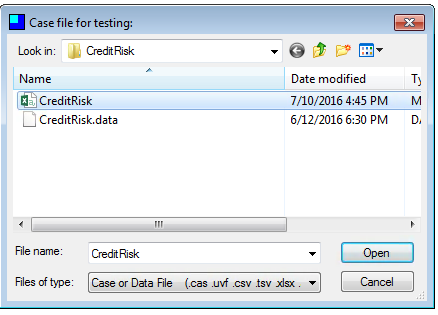 Case file for testing:
Look in: CreditRisk
Name Date modified Ty
CreditRisk 7/10/2016 4:45 PM M
CreditRisk.data 6/12/2016 6:30 PM DA
File name: CreditRisk Open
Files of type: Case or Data File (.cas .uvf .csv .tsv .xlsx . Cancel